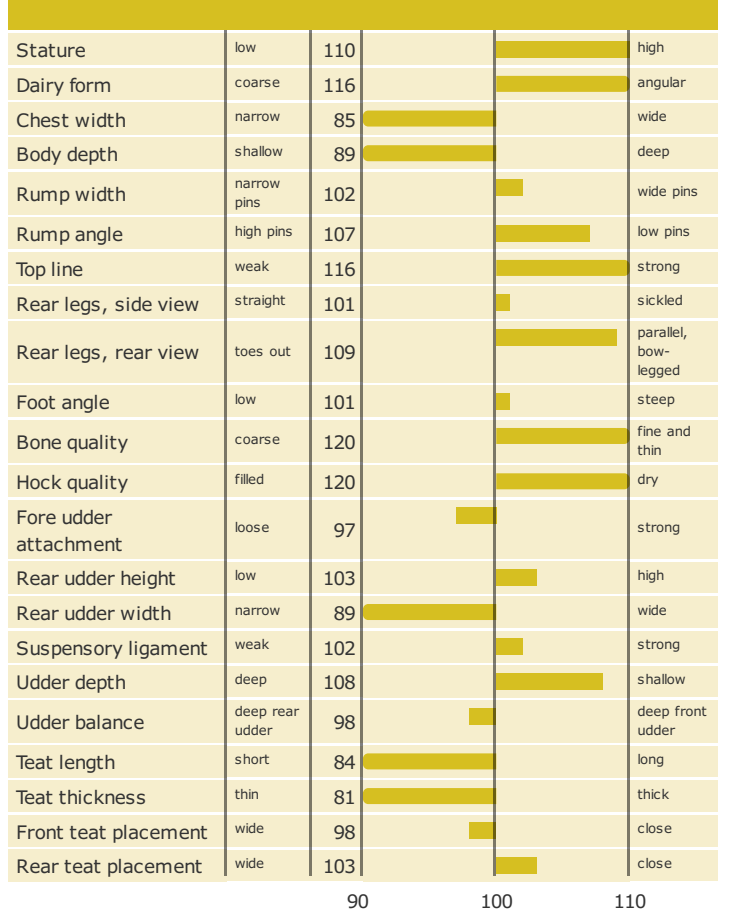 Stature low 110 high
Dairy form coarse 116 angular
Chest width narrow 85 wide
Body depth shallow 89 deep
Rump width narrow pins 102 wide pins
Rump angle high pins 107 low pins
Top line weak 116 strong
Rear legs, side view straight 101 sickled
Rear legs, rear view toes out 109 parallel, bow-legged
Foot angle low 101 steep
Bone quality coarse 120 fine and thin
Hock quality filled 120 dry
Fore udder attachment loose 97 strong
Rear udder height low 103 high
Rear udder width narrow 89 wide
Suspensory ligament weak 102 strong
Udder depth deep 108 shallow
Udder balance deep rear udder 98 deep front udder
Teat length short 84 long
Teat thickness thin 81 thick
Front teat placement wide 98 close
Rear teat placement wide 103 close
90 100 110